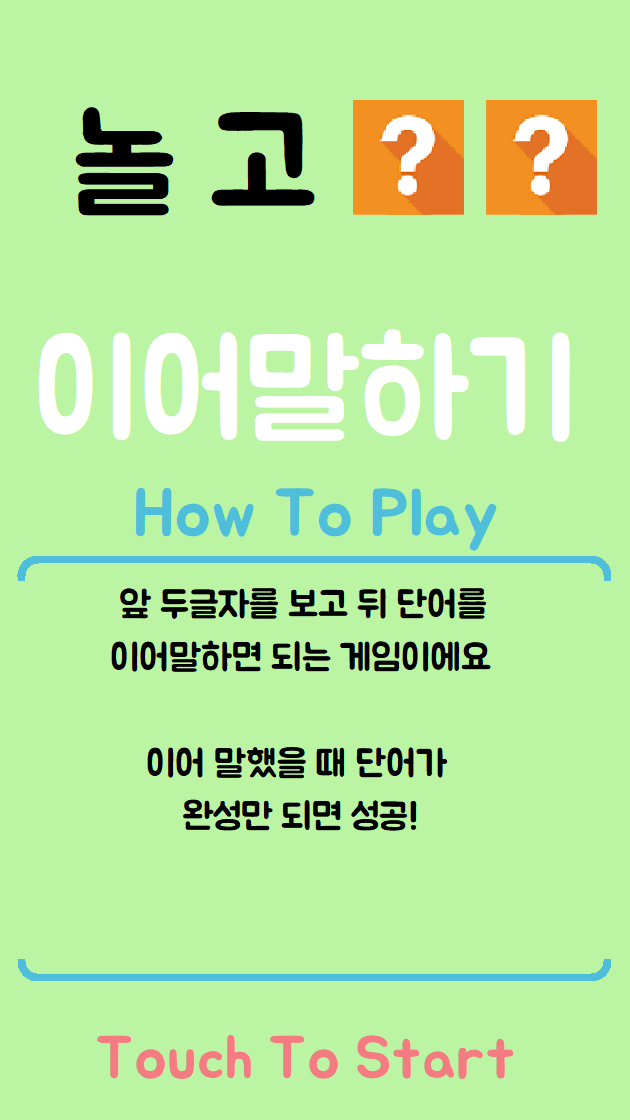 놀 고 ? ?
이어말하기
How To Play
앞 두글자를 보고 뒤 단어를
이어말하면 되는 게임이에요
이어 말했을 때 단어가
완성만 되면 성공!
Touch To Start